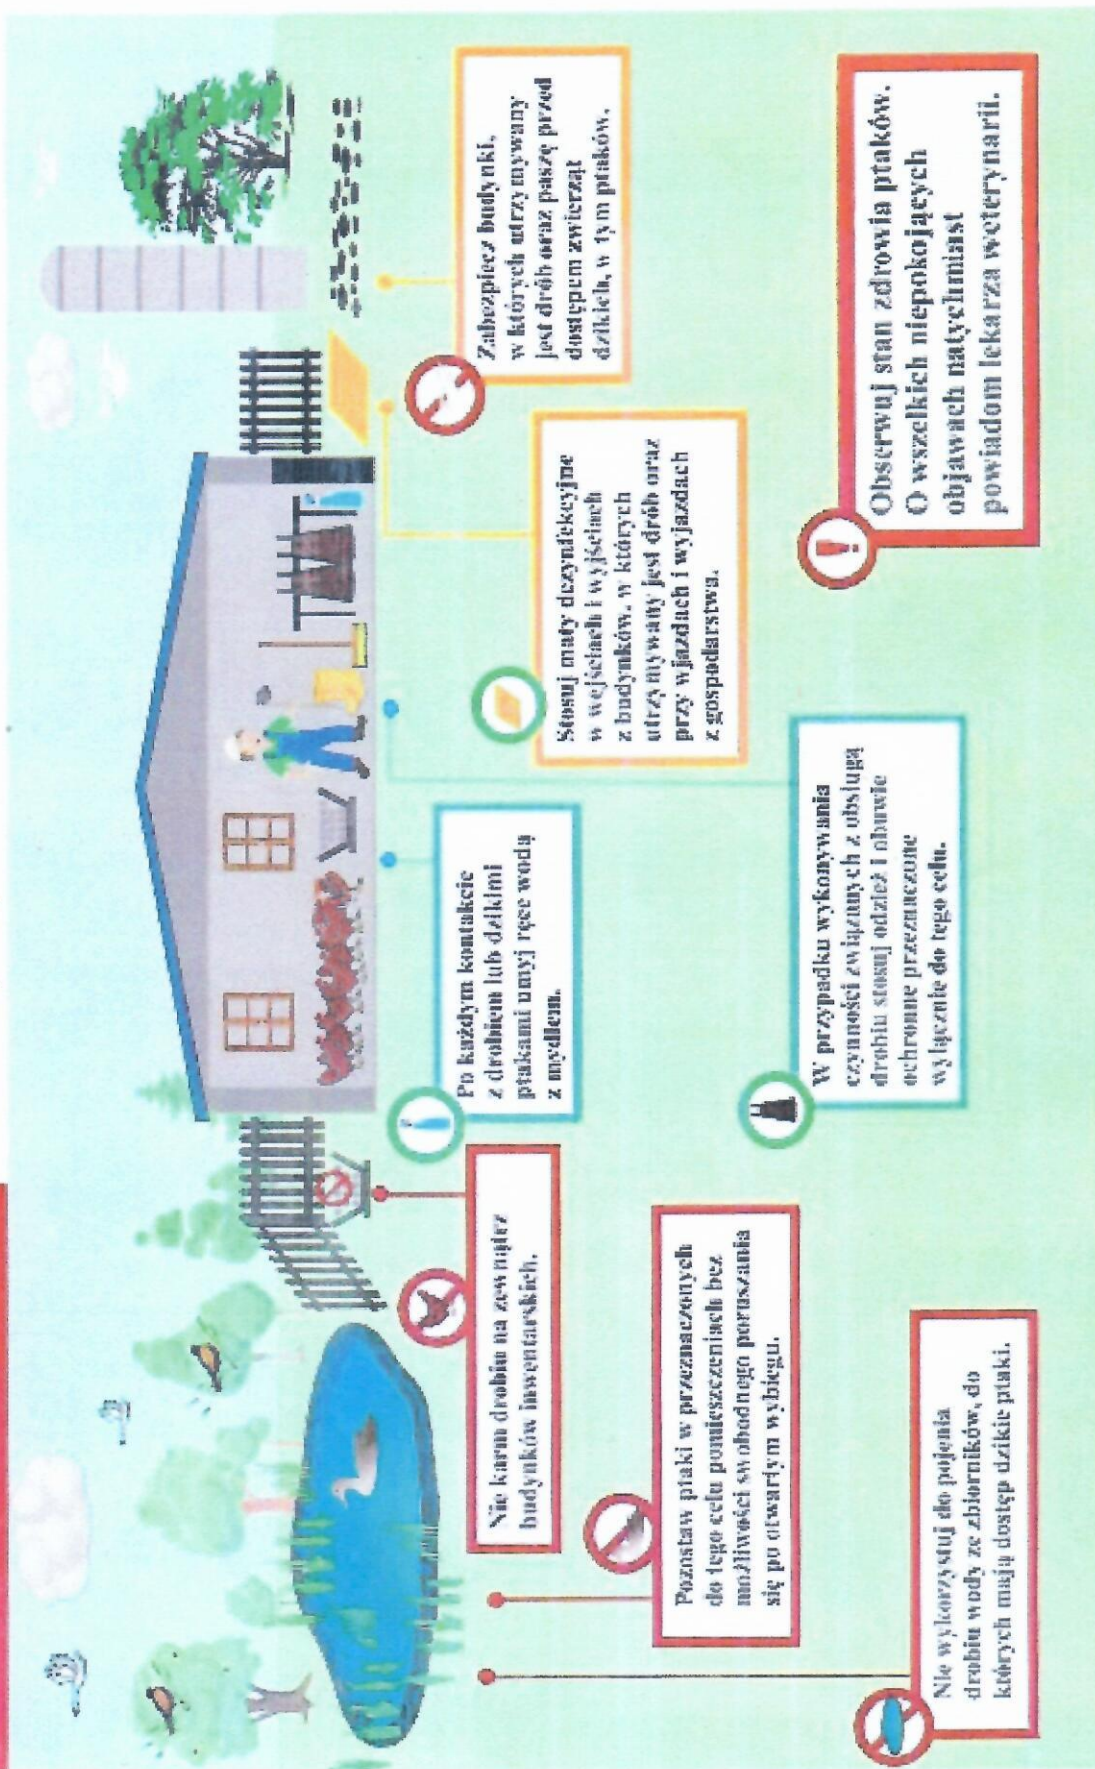 Nie karm drobiu na zewnątrz
budynków inwentarskich.
Po każdym kontakcie
z drobiem lub dzikimi
ptakami umyj ręce wodą
z mydłem.
Zabezpiecz budynki,
w których utrzymywany
jest drób oraz paszę przed
dostępem zwierząt
dzikich, w tym ptaków.
Pozostaw ptaki w przeznaczonych
do tego celu pomieszczeniach bez
możliwości swobodnego poruszania
się po otwartym wybiegu.
Stosuj maty dezynfekcyjne
w wejściach i wyjściach
z budynków, w których
utrzymywany jest drób oraz
przy wjazdach i wyjazdach
z gospodarstwa.
Nie wykorzystuj do pojenia
drobiu wody ze zbiorników, do
których mają dostęp dzikie ptaki.
W przypadku wykonywania
czynności związanych z obsługą
drobiu stosuj odzież i obuwie
ochronne przeznaczone
wyłącznie do tego celu.
Obserwuj stan zdrowia ptaków.
O wszelkich niepokojących
objawach natychmiast
powiadom lekarza weterynarii.